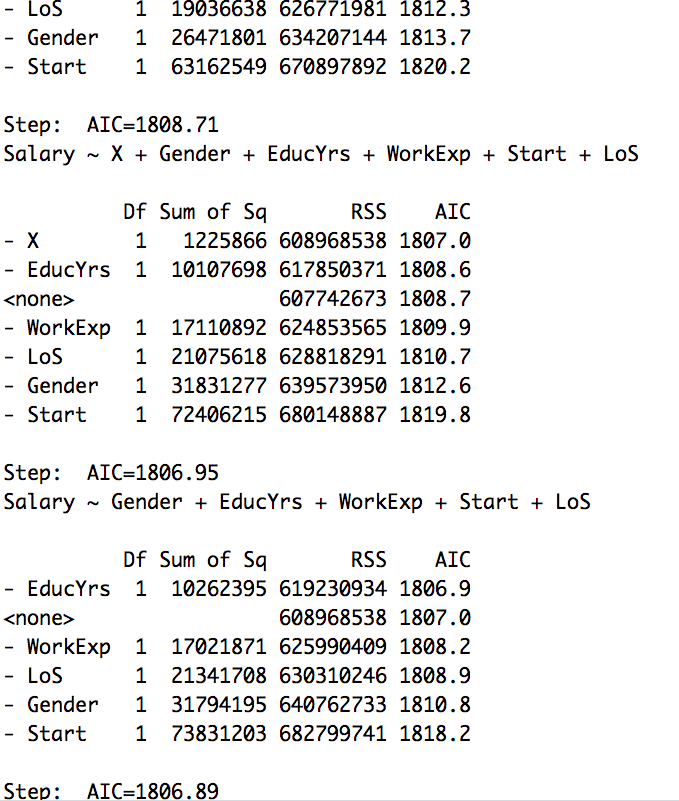 - LoS      1  19036638 626771981 1812.3
- Gender   1  26471801 634207144 1813.7
- Start    1  63162549 670897892 1820.2

Step:  AIC=1808.71
Salary ~ X + Gender + EducYrs + WorkExp + Start + LoS

          Df Sum of Sq       RSS    AIC
- X        1   1225866 608968538 1807.0
- EducYrs  1  10107698 617850371 1808.6
<none>                 607742673 1808.7
- WorkExp  1  17110892 624853565 1809.9
- LoS      1  21075618 628818291 1810.7
- Gender   1  31831277 639573950 1812.6
- Start    1  72406215 680148887 1819.8

Step:  AIC=1806.95
Salary ~ Gender + EducYrs + WorkExp + Start + LoS

          Df Sum of Sq       RSS    AIC
- EducYrs  1  10262395 619230934 1806.9
<none>                 608968538 1807.0
- WorkExp  1  17021871 625990409 1808.2
- LoS      1  21341708 630310246 1808.9
- Gender   1  31794195 640762733 1810.8
- Start    1  73831203 682799741 1818.2

Step:  AIC=1806.89